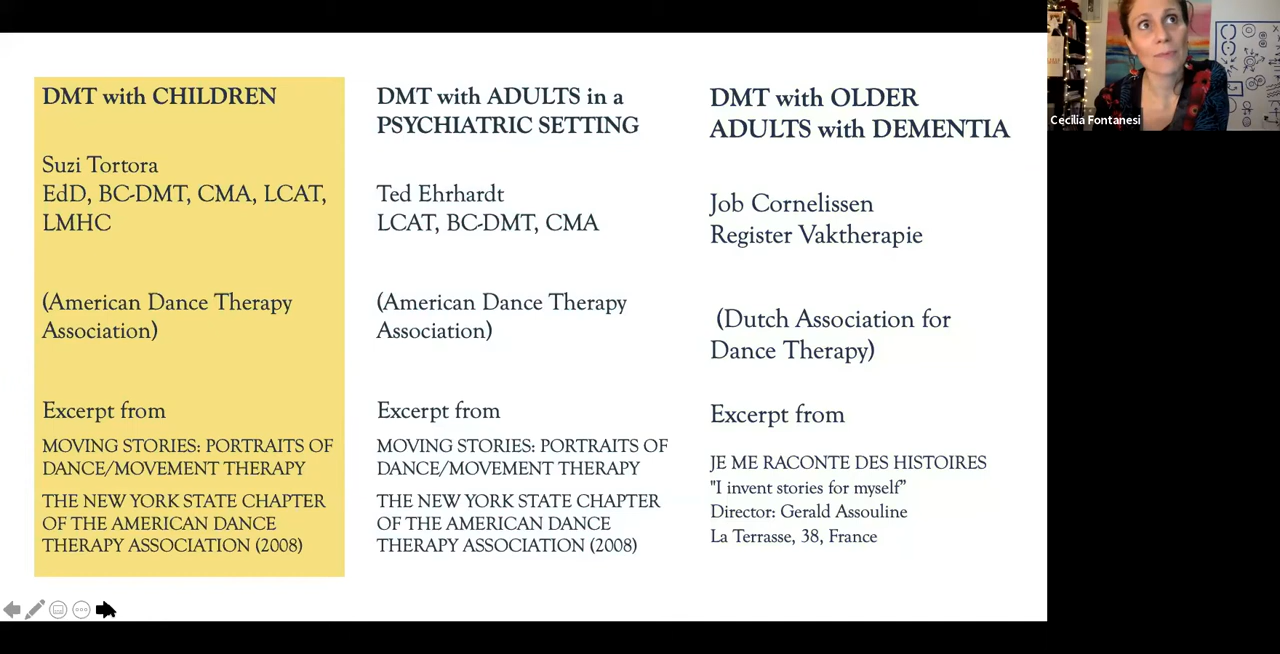 DMT with CHILDREN
Suzi Tortora
EdD, BC-DMT, CMA, LCAT,
LMHC
(American Dance Therapy
Association)
Excerpt from
MOVING STORIES: PORTRAITS OF
DANCE/MOVEMENT THERAPY
THE NEW YORK STATE CHAPTER
OF THE AMERICAN DANCE
THERAPY ASSOCIATION (2008)
DMT with ADULTS in a
PSYCHIATRIC SETTING
Ted Ehrhardt
LCAT, BC-DMT, CMA
(American Dance Therapy
Association)
Excerpt from
MOVING STORIES: PORTRAITS OF
DANCE/MOVEMENT THERAPY
THE NEW YORK STATE CHAPTER
OF THE AMERICAN DANCE
THERAPY ASSOCIATION (2008)
DMT with OLDER
ADULTS with DEMENTIA
Job Cornelissen
Register Vaktherapie
(Dutch Association for
Dance Therapy)
Excerpt from
JE ME RACONTE DES HISTOIRES
"I invent stories for myself”
Director: Gerald Assouline
La Terrasse, 38, France
Cecilia Fontanesi